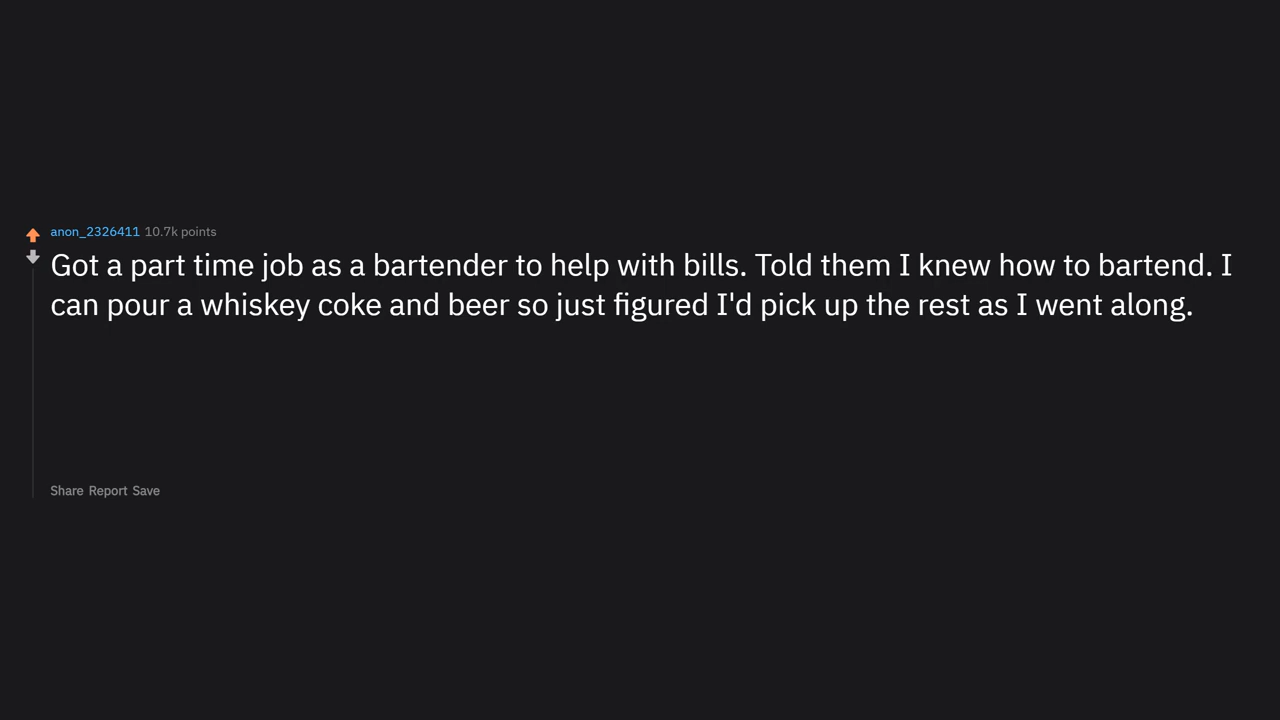 anon_2326411 10.7k points
Got a part time job as a bartender to help with bills. Told them I knew how to bartend. I
can pour a whiskey coke and beer so just figured I'd pick up the rest as I went along.
Share Report Save